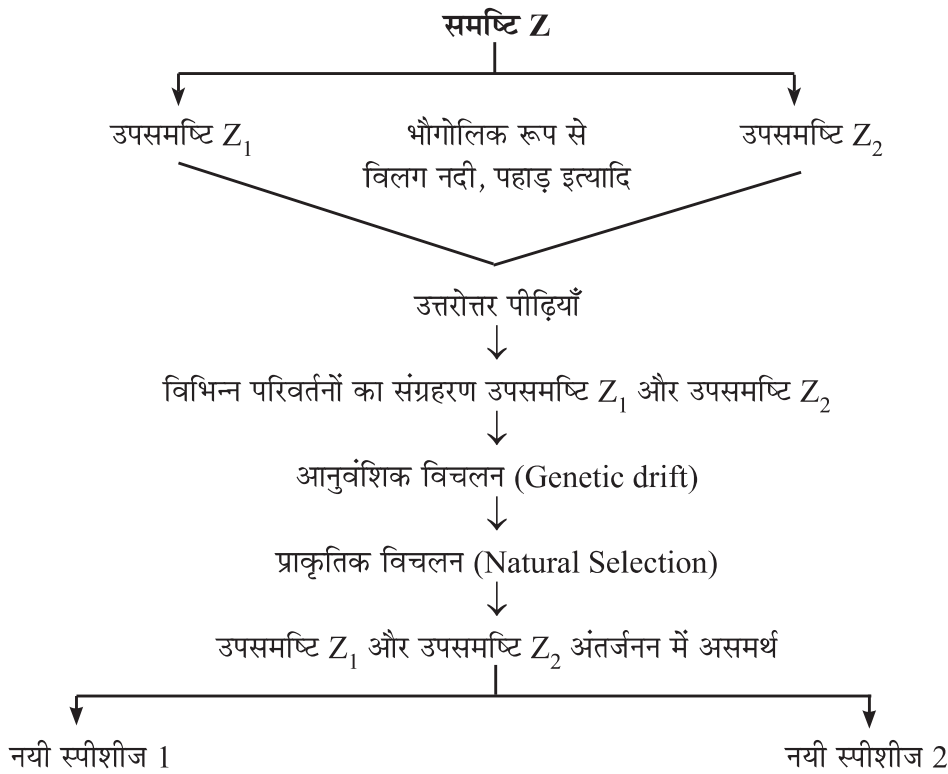 समष्टि Z
उपसमष्टि Z₁
भौगोलिक रूप से
विलग नदी, पहाड़ इत्यादि
उपसमष्टि Z₂
उत्तरोत्तर पीढ़ियाँ
विभिन्न परिवर्तनों का संग्रहरण उपसमष्टि Z₁ और उपसमष्टि Z₂
आनुवंशिक विचलन (Genetic drift)
प्राकृतिक विचलन (Natural Selection)
उपसमष्टि Z₁ और उपसमष्टि Z₂ अंतर्जनन में असमर्थ
नयी स्पीशीज 1
नयी स्पीशीज 2